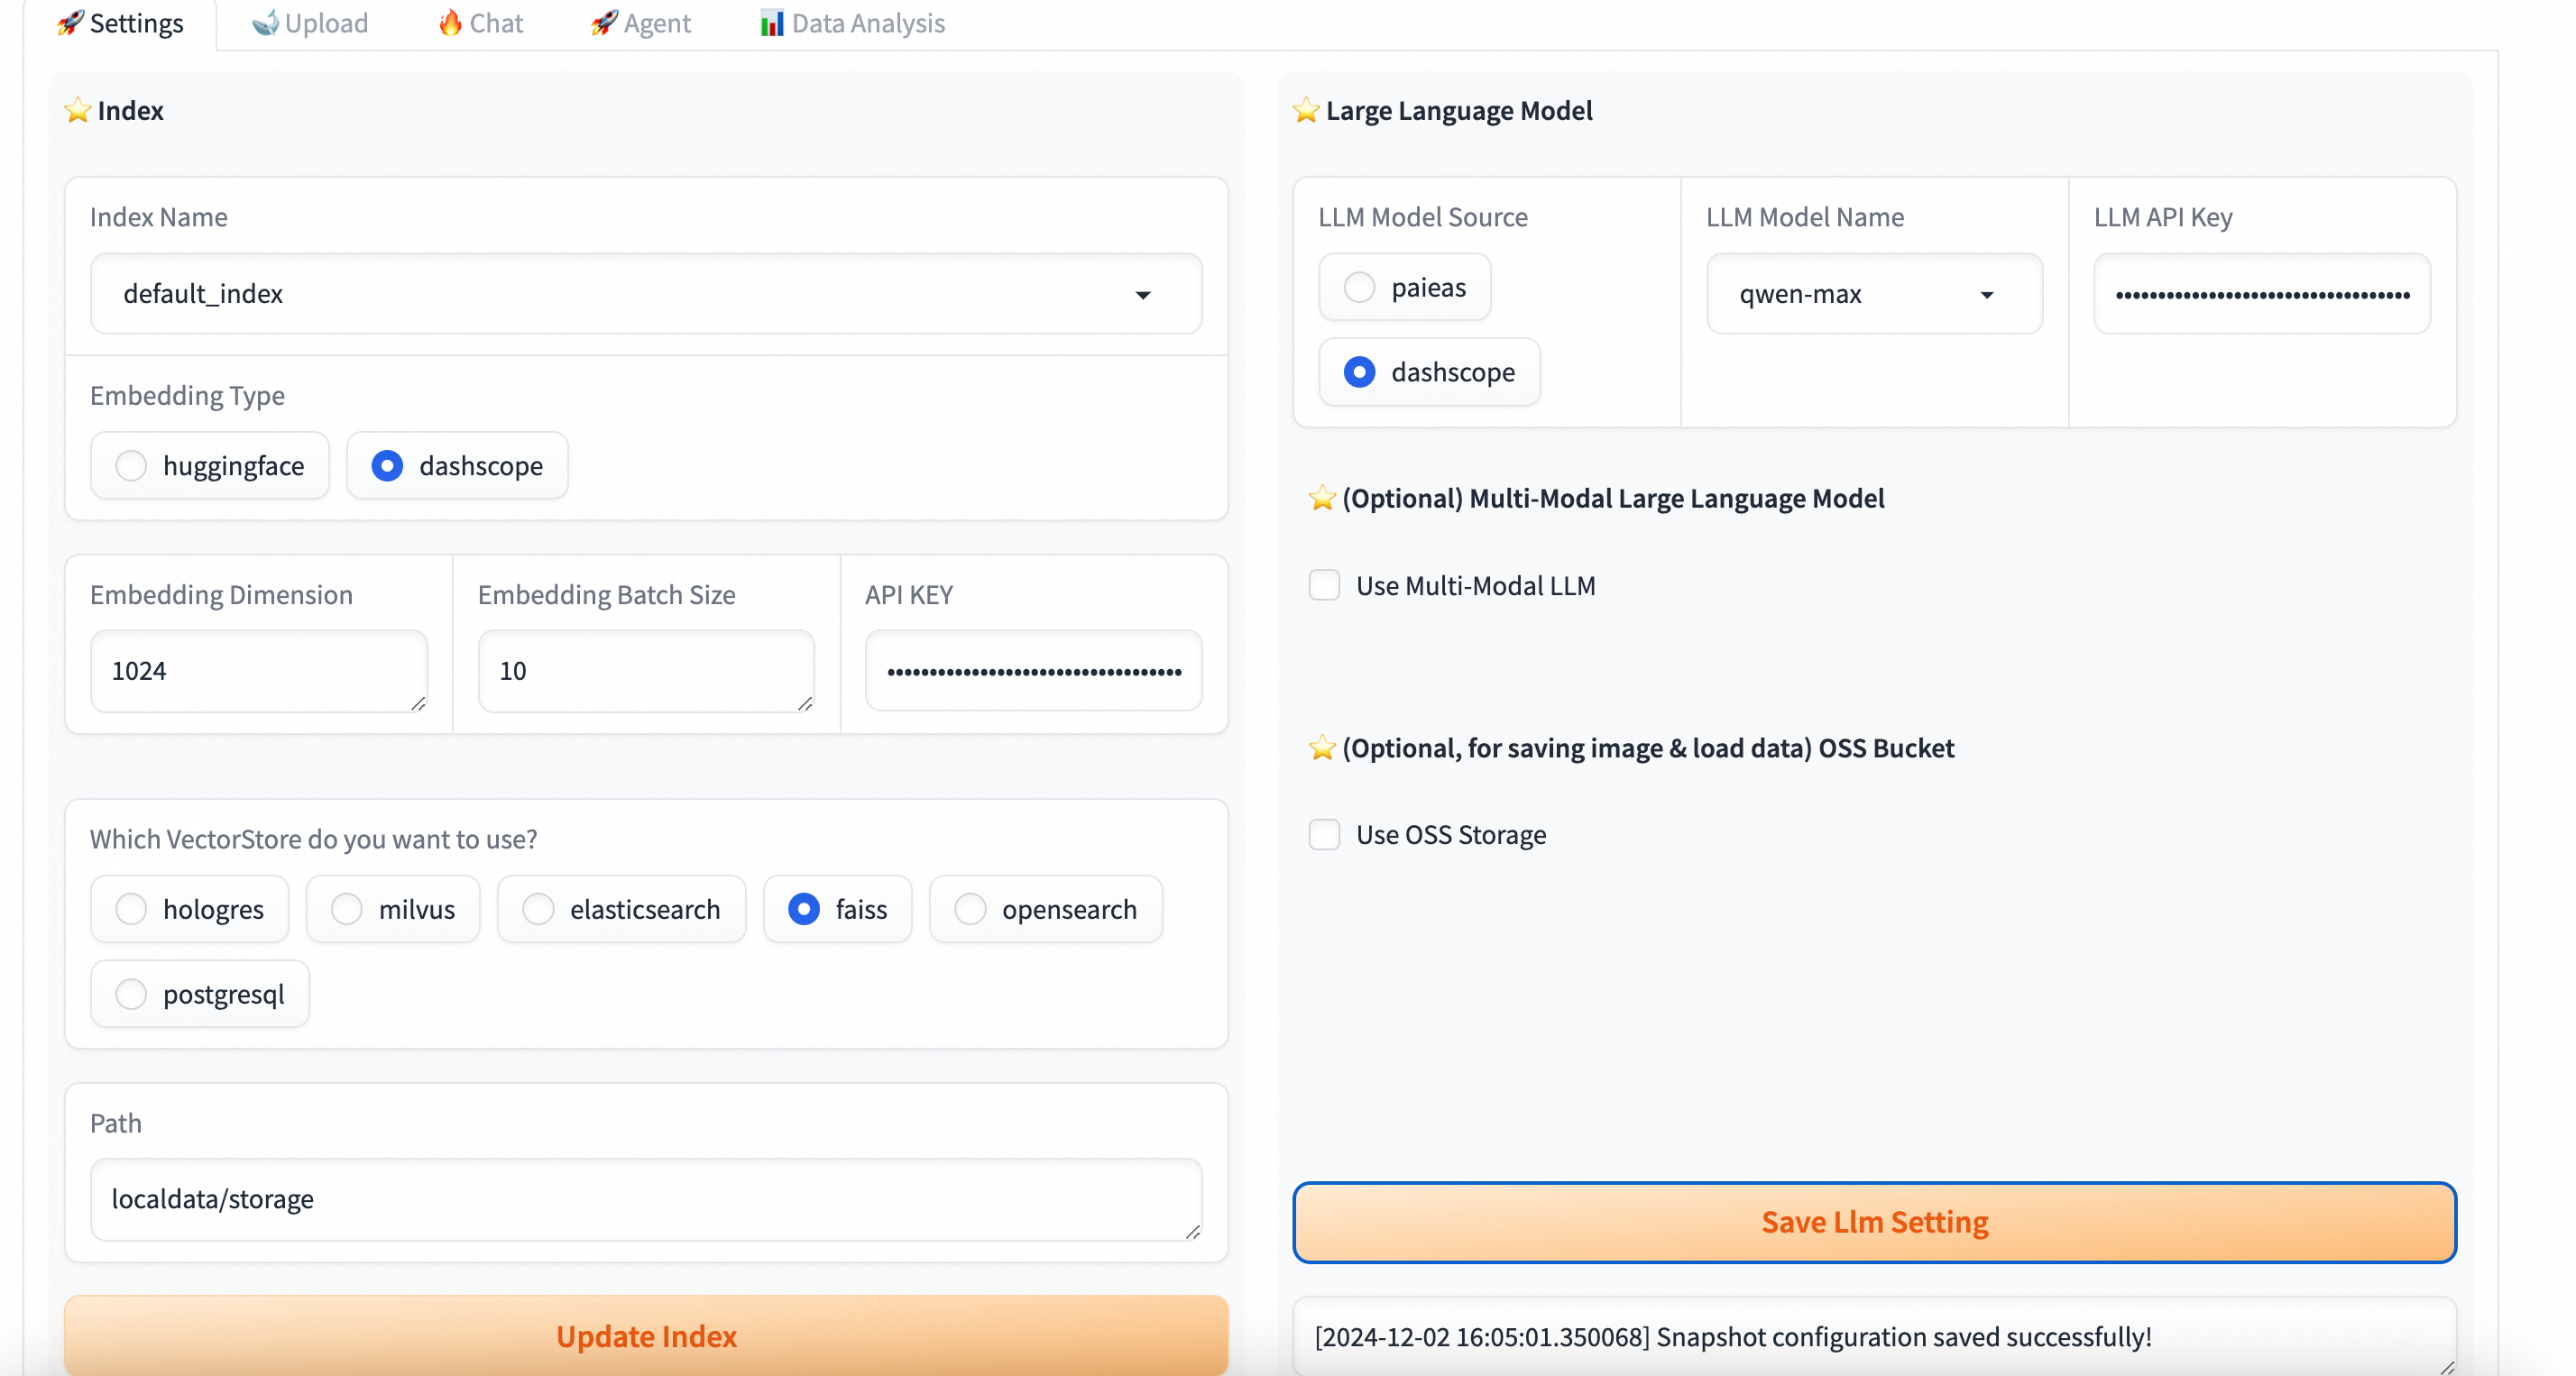 Settings Upload Chat Agent Data Analysis
Index
Index Name
default_index
Embedding Type
huggingface dashscope
Embedding Dimension Embedding Batch Size API KEY
1024 10 ••••••••••••••••••••••••••••••••••• 
Which VectorStore do you want to use?
hologres milvus elasticsearch faiss opensearch
postgresql
Path
localdata/storage
Update Index
Large Language Model
LLM Model Source LLM Model Name LLM API Key
paieas qwen-max •••••••••••••••••••••••••••••••••••
dashscope
(Optional) Multi-Modal Large Language Model
Use Multi-Modal LLM
(Optional, for saving image & load data) OSS Bucket
Use OSS Storage
Save Llm Setting
[2024-12-02 16:05:01.350068] Snapshot configuration saved successfully!